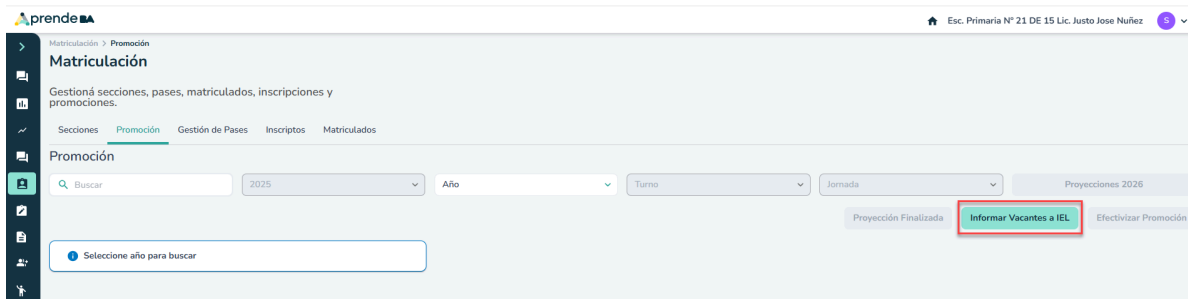 AprendeBA
Esc. Primaria N° 21 DE 15 Lic. Justo Jose Nuñez
S
Matriculación > Promoción
Matriculación
Gestioná secciones, pases, matriculados, inscripciones y
promociones.
Secciones Promoción Gestión de Pases Inscriptos Matriculados
Promoción
Buscar 2025 Año Turno Jornada Proyecciones 2026
Proyección Finalizada Informar Vacantes a IEL Efectivizar Promoción
Seleccione año para buscar